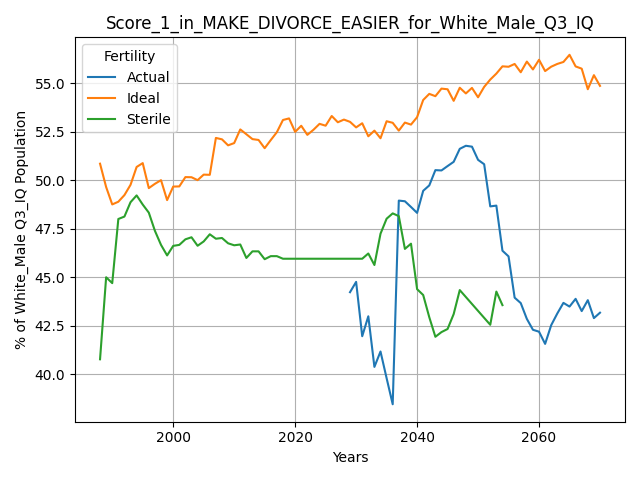 Score_1_in_MAKE_DIVORCE_EASIER_for_White_Male_Q3_IQ
Fertility
Actual
Ideal
Sterile
% of White_Male Q3_IQ Population
55.0
52.5
50.0
47.5
45.0
42.5
40.0
2000
2020
2040
2060
Years